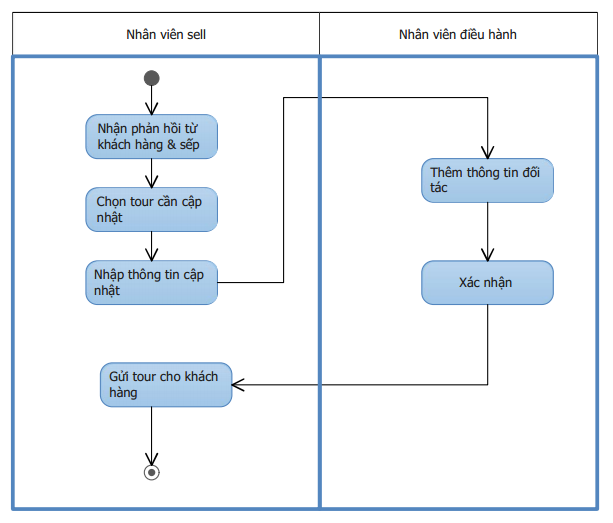 Nhân viên sell
Nhân viên điều hành
Nhận phản hồi từ
khách hàng & sếp
Chọn tour cần cập
nhật
Nhập thông tin cập
nhật
Thêm thông tin đối
tác
Xác nhận
Gửi tour cho khách
hàng